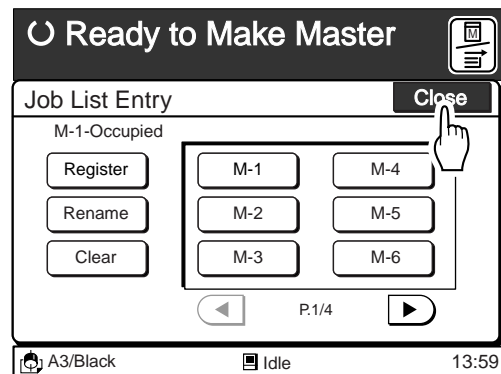 Ready to Make Master
M
Job List Entry
Close
M-1-Occupied
Register
M-1
M-4
Rename
M-2
M-5
Clear
M-3
M-6
P.1/4
A3/Black
Idle
13:59